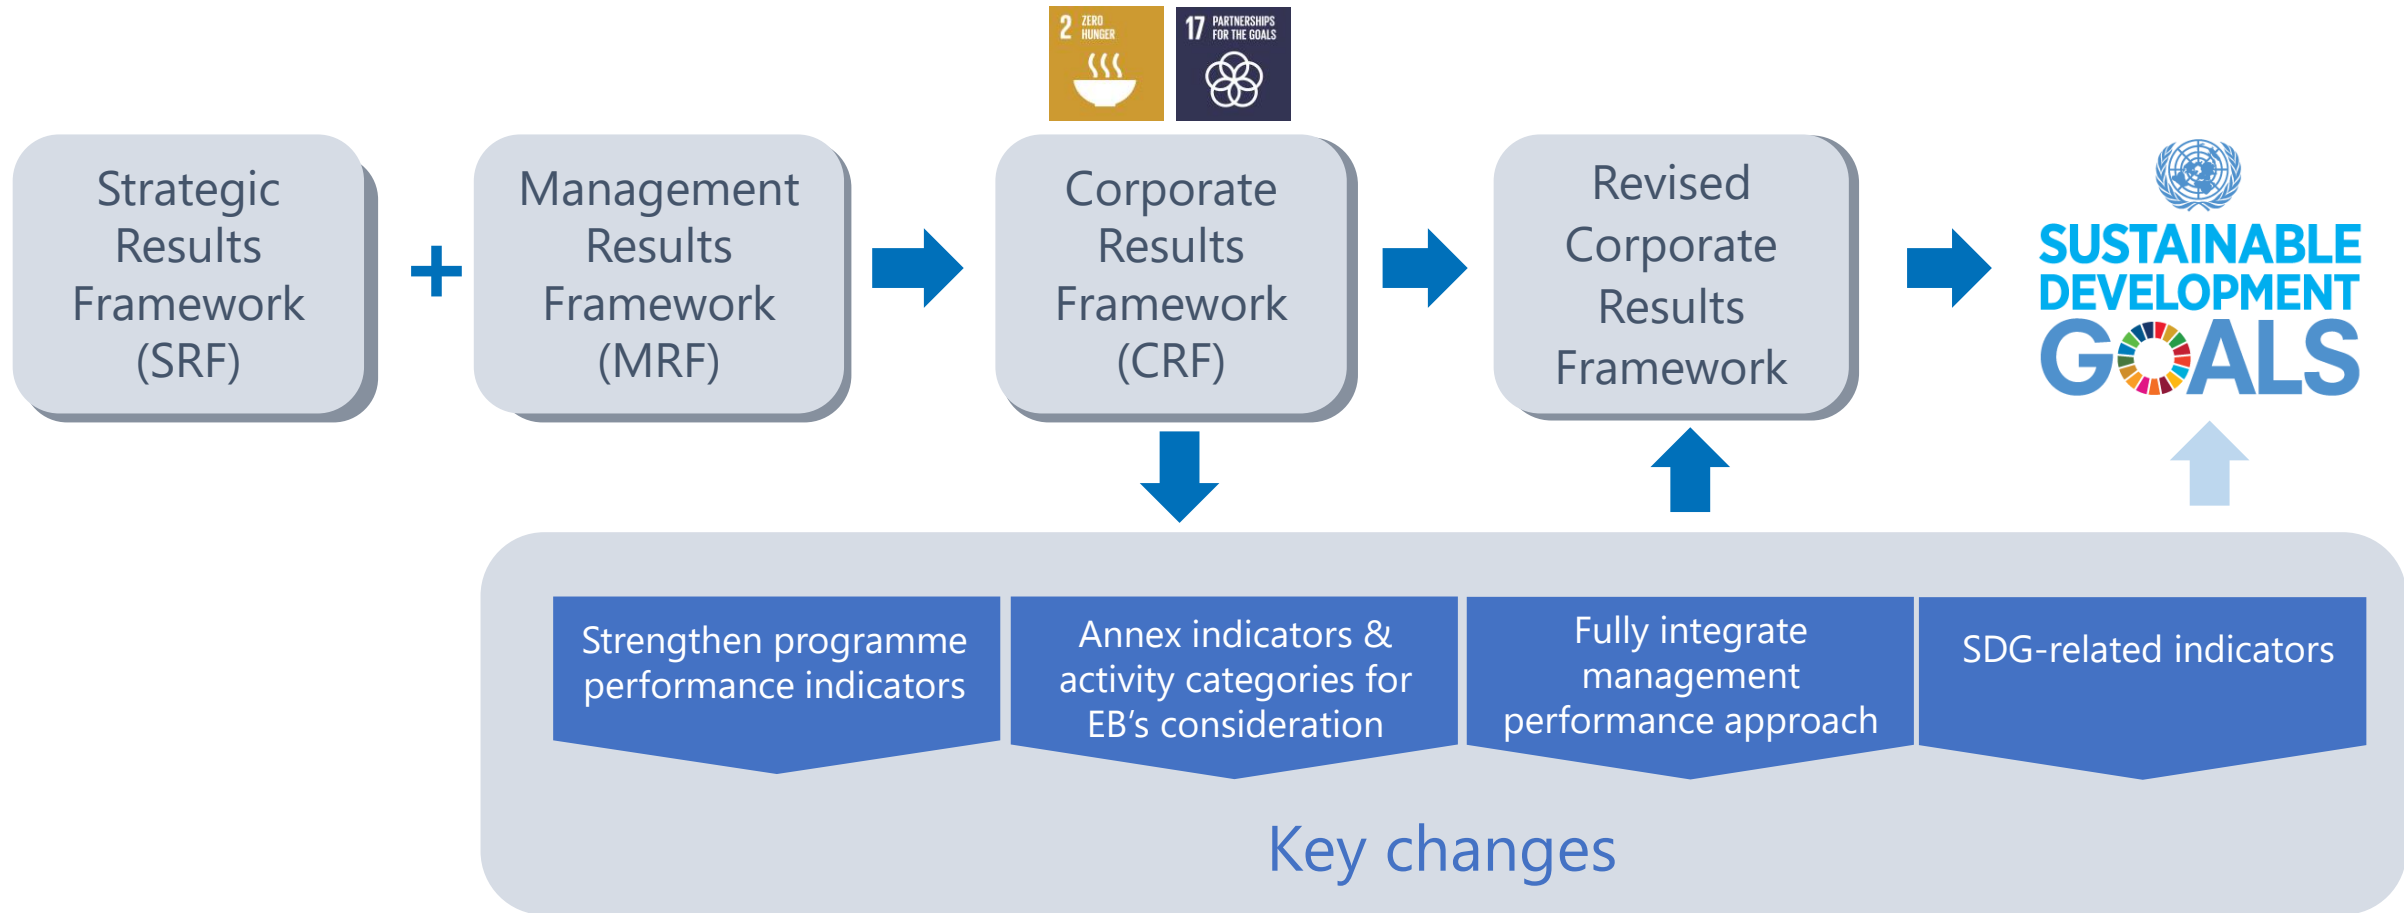 2 ZERO
HUNGER
17 PARTNERSHIPS
FOR THE GOALS
Strategic
Results
Framework
(SRF)
+
Management
Results
Framework
(MRF)
Corporate
Results
Framework
(CRF)
Revised
Corporate
Results
Framework
SUSTAINABLE
DEVELOPMENT
GOALS
Strengthen programme
performance indicators
Annex indicators &
activity categories for
EB’s consideration
Fully integrate
management
performance approach
SDG-related indicators
Key changes